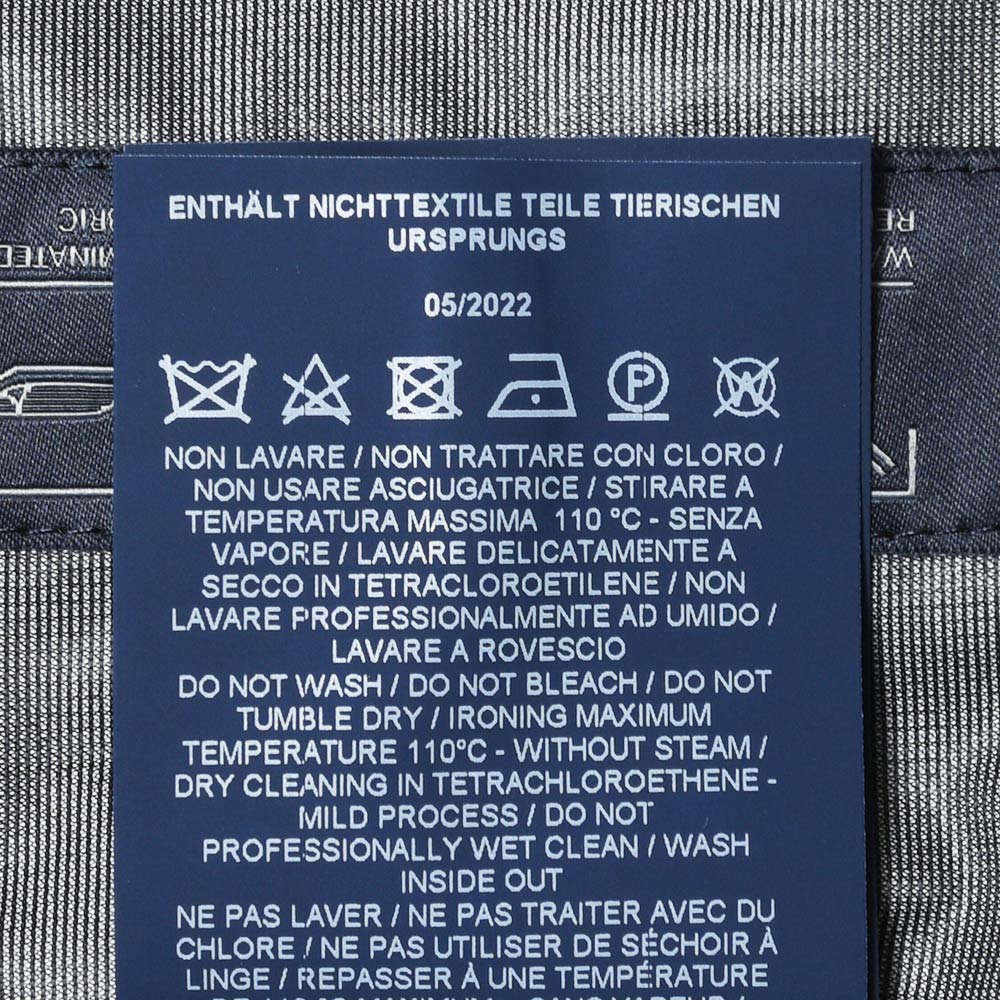 ENTHÄLT NICHTTEXTILE TEILE TIERISCHEN
URSPRUNGS
05/2022
P
W
NON LAVARE / NON TRATTARE CON CLORO /
NON USARE ASCIUGATRICE / STIRARE A
TEMPERATURA MASSIMA 110 °C - SENZA
VAPORE / LAVARE DELICATAMENTE A
SECCO IN TETRACLOROETILENE / NON
LAVARE PROFESSIONALMENTE AD UMIDO /
LAVARE A ROVESCIO
DO NOT WASH / DO NOT BLEACH / DO NOT
TUMBLE DRY / IRONING MAXIMUM
TEMPERATURE 110°C - WITHOUT STEAM /
DRY CLEANING IN TETRACHLOROETHENE -
MILD PROCESS / DO NOT
PROFESSIONALLY WET CLEAN / WASH
INSIDE OUT
NE PAS LAVER / NE PAS TRAITER AVEC DU
CHLORE / NE PAS UTILISER DE SÉCHOIR À
LINGE / REPASSER À UNE TEMPÉRATURE